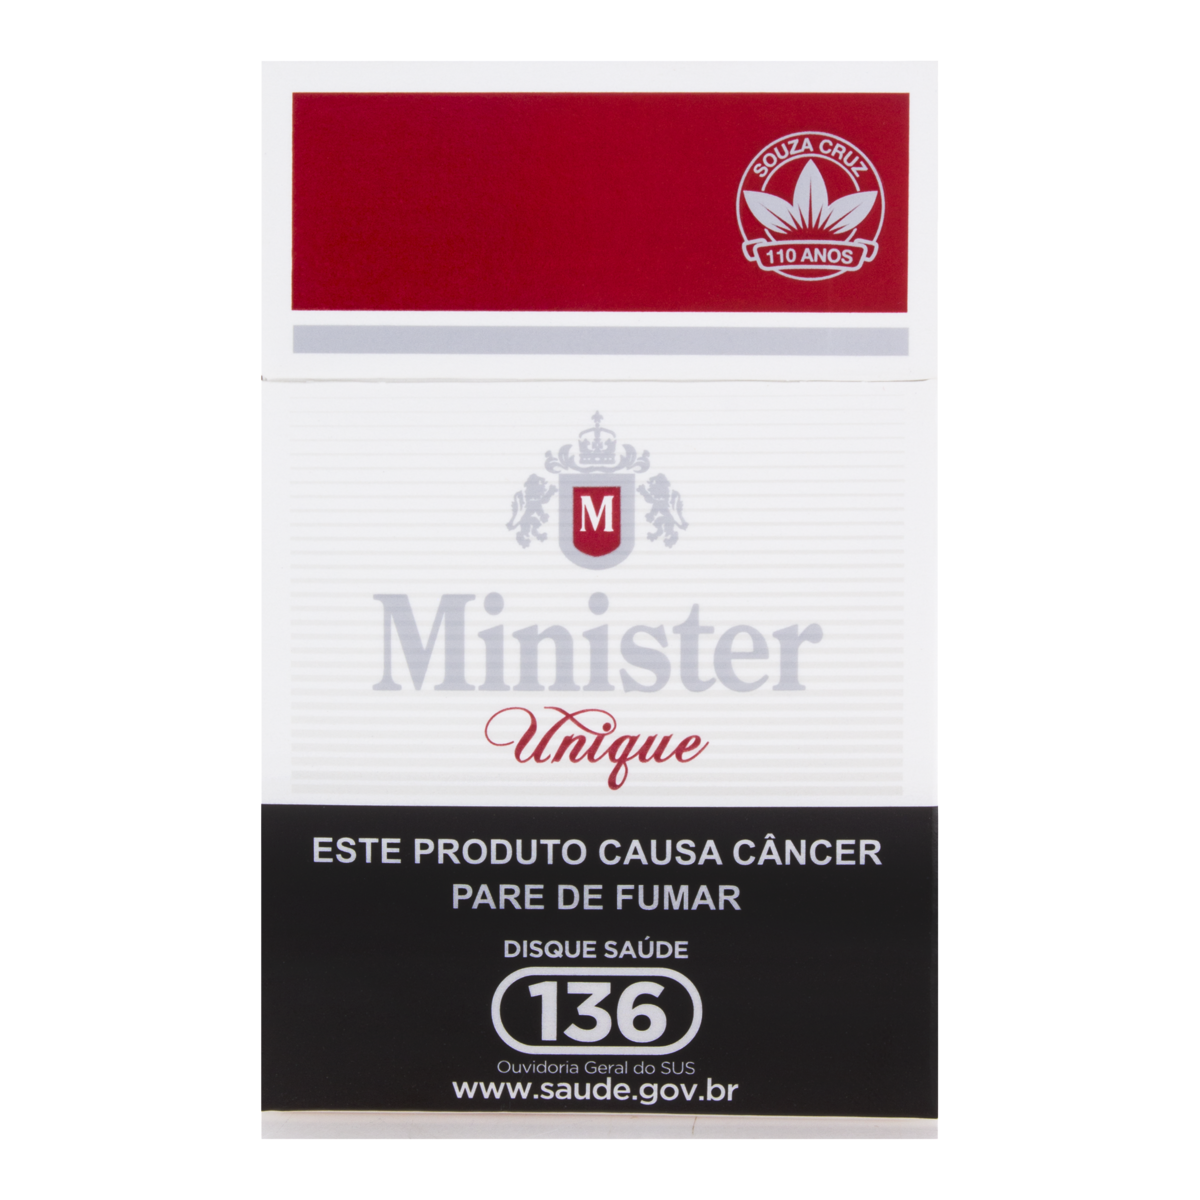 SOUZA CRUZ
110 ANOS
M
Minister
Unique
ESTE PRODUTO CAUSA CÂNCER
PARE DE FUMAR
DISQUE SAÚDE
136
Ouvidoria Geral do SUS
www.saude.gov.br